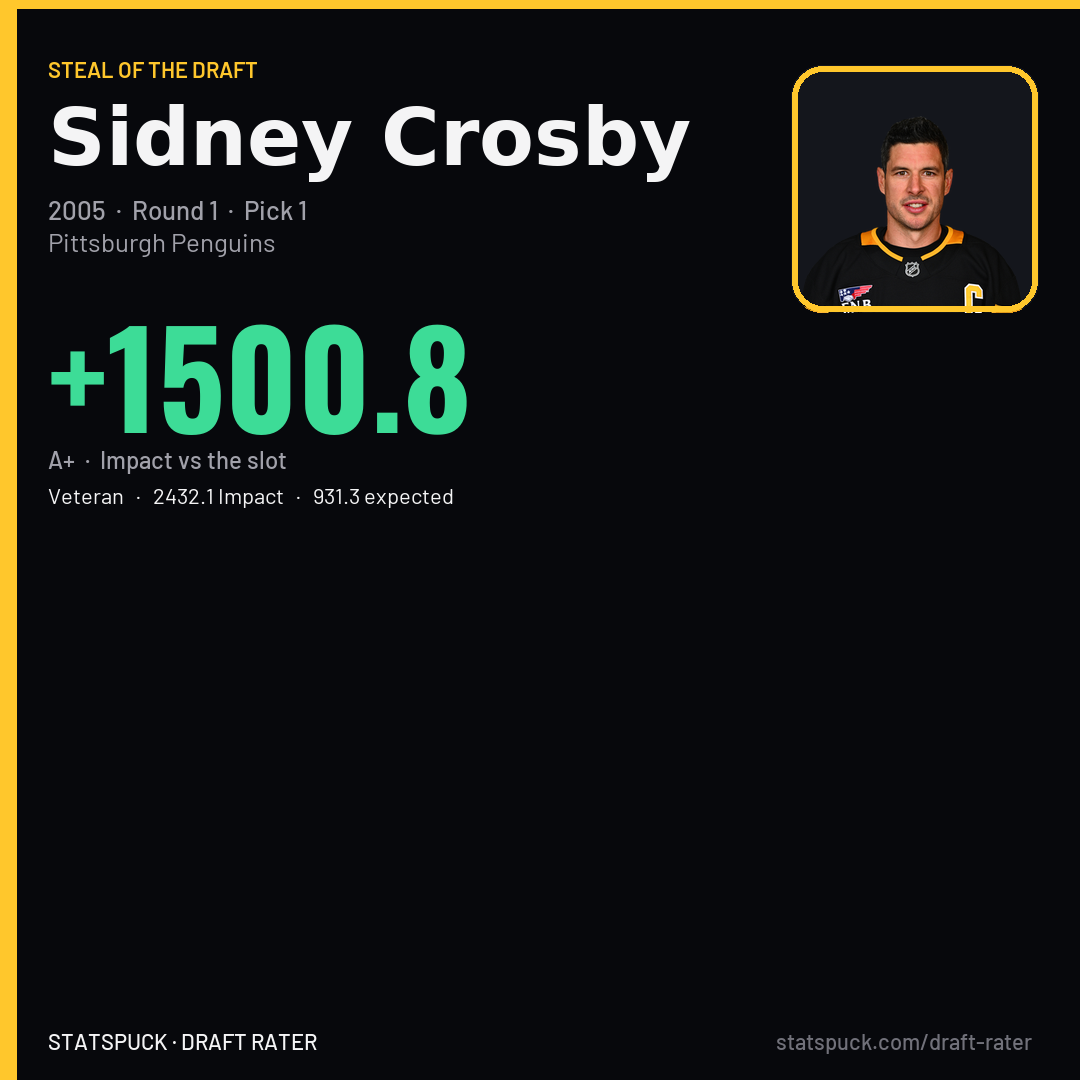 STEAL OF THE DRAFT
Sidney Crosby
2005 · Round 1 · Pick 1
Pittsburgh Penguins
FNB
C
+1500.8
A+ · Impact vs the slot
Veteran · 2432.1 Impact · 931.3 expected
STATSPUCK · DRAFT RATER
statspuck.com/draft-rater